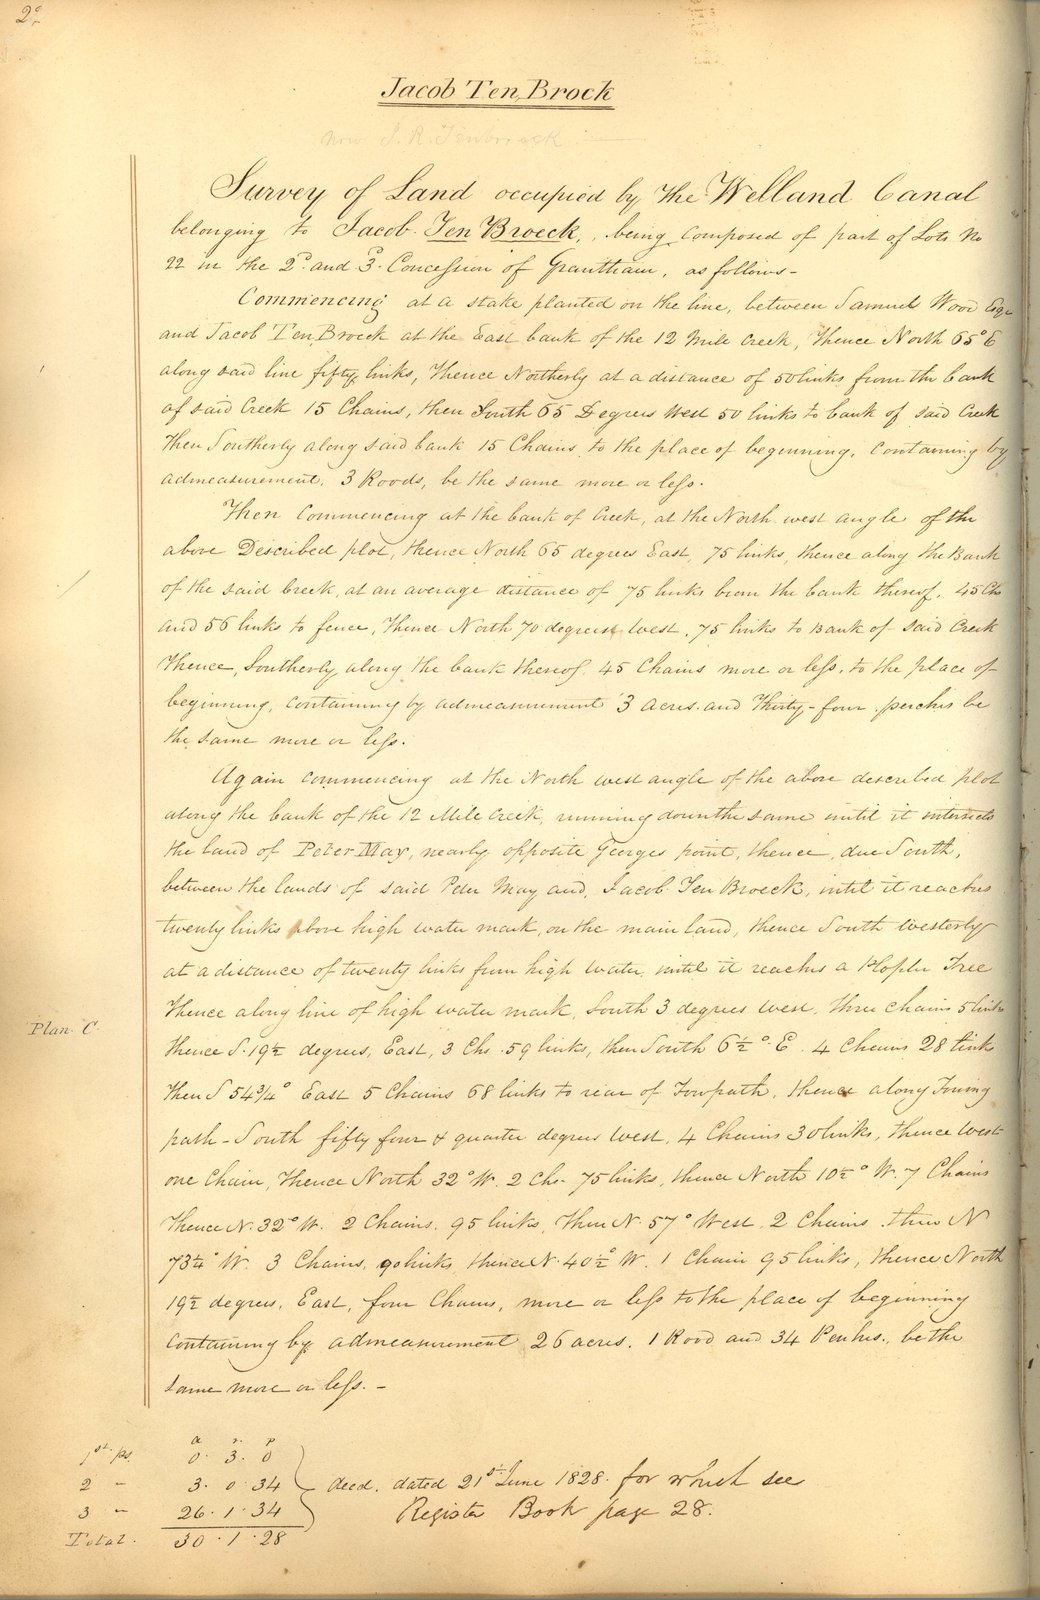 2.
Jacob Ten Brock
now J. R. Tenbroeck
Survey of Land occupied by the Welland Canal
belonging to Jacob Ten Broeck, being composed of part of Lots No
22 in the 2d. and 3d. Concession of Grantham, as follows-
Commencing at a stake planted on the line, between Samuel Wood Esqr
and Jacob Ten Broeck at the East bank of the 12 Mile Creek, thence North 65° E
along said line fifty links, thence Northerly at a distance of 50 links from the bank
of said Creek 15 Chains, then South 65 Degrees West 50 links to bank of said Creek
then Southerly along said bank 15 Chains to the place of beginning, containing by
admeasurement, 3 Roods, be the same more or less.
Then Commencing at the bank of Creek, at the North west angle of the
above Described plot, thence North 65 degrees East, 75 links, thence along the Bank
of the said Creek, at an average distance of 75 links from the bank thereof, 45 Chs
and 56 links to fence, thence North 70 degrees West, 75 links to Bank of said Creek
thence, Southerly along the bank thereof 45 Chains more or less, to the place of
beginning, containing by admeasurement 3 acres and Thirty-four perches be
the same more or less.
Again commencing at the North west angle of the above described plot
along the bank of the 12 Mile Creek, running down the same until it intersects
the land of Peter May, nearly opposite Georges point, thence, due South,
between the lands of said Peter May and, Jacob Ten Broeck, until it reaches
twenty links above high water mark, on the main land, thence South Westerly
at a distance of twenty links from high water, until it reaches a Plopler Tree
Thence along line of high water mark, South 3 degrees west, three chains 5 links
thence S. 19½ degrees, East, 3 Chs. 59 links, then South 6½° E. 4 Chains 28 links
then S 54¾° East 5 Chains 68 links to rear of Towpath, thence along Towing
path - South fifty four & quarter degrees west, 4 Chains 30 links, thence West
one Chain, thence North 32° W. 2 Chs. 75 links, thence North 10½° W. 7 Chains
thence N. 32° W. 2 Chains, 95 links, then N. 57° West, 2 Chains then N
73¼° W. 3 Chains, 90 links thence N. 40½° W. 1 Chain 95 links, thence North
19½ degrees, East, four Chains, more or less to the place of beginning
containing by admeasurement 26 acres. 1 Rood and 34 Perches. be the
same more or less. -
Plan. C.
a r. p
1st. ps. 0. 3. 0
2 " 3. 0. 34
3 " 26. 1. 34
Total. 30. 1. 28
deed. dated 21st June 1828. for which see
Register Book page 28.